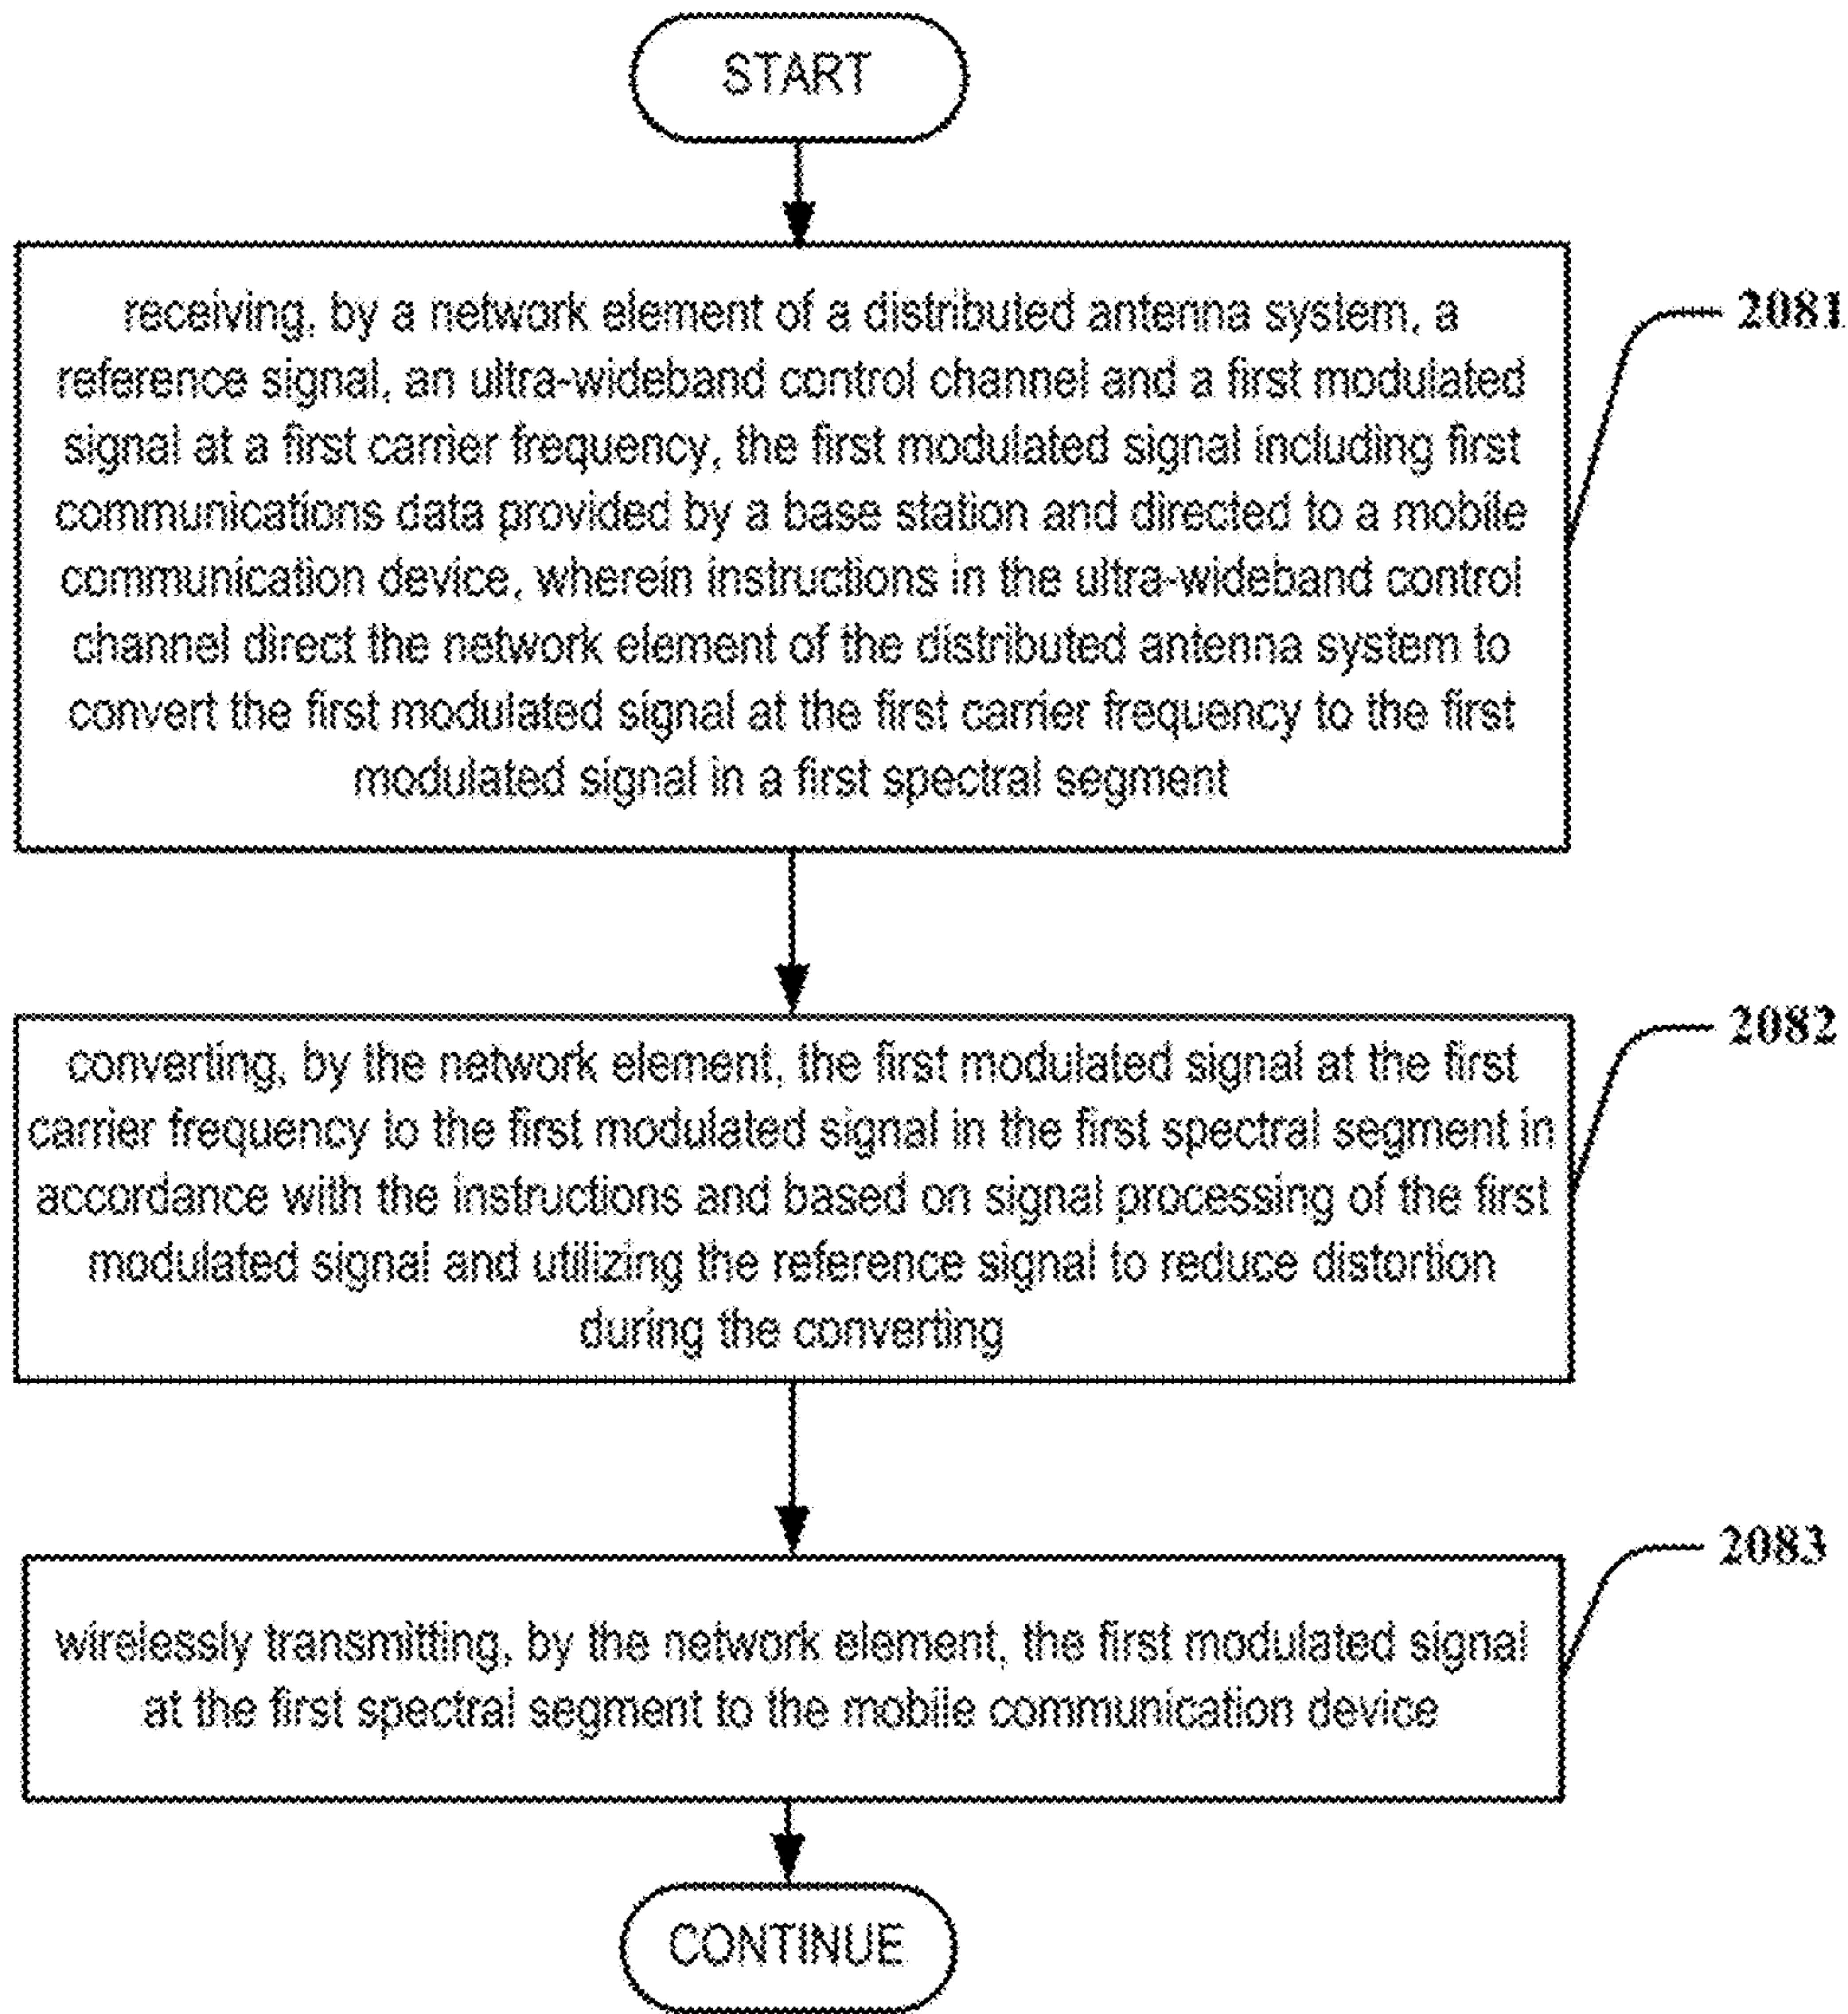 START
receiving, by a network element of a distributed antenna system, a
reference signal, an ultra-wideband control channel and a first modulated
signal at a first carrier frequency, the first modulated signal including first
communications data provided by a base station and directed to a mobile
communication device, wherein instructions in the ultra-wideband control
channel direct the network element of the distributed antenna system to
convert the first modulated signal at the first carrier frequency to the first
modulated signal in a first spectral segment
2081
converting, by the network element, the first modulated signal at the first
carrier frequency to the first modulated signal in the first spectral segment in
accordance with the instructions and based on signal processing of the first
modulated signal and utilizing the reference signal to reduce distortion
during the converting
2082
wirelessly transmitting, by the network element, the first modulated signal
at the first spectral segment to the mobile communication device
2083
CONTINUE